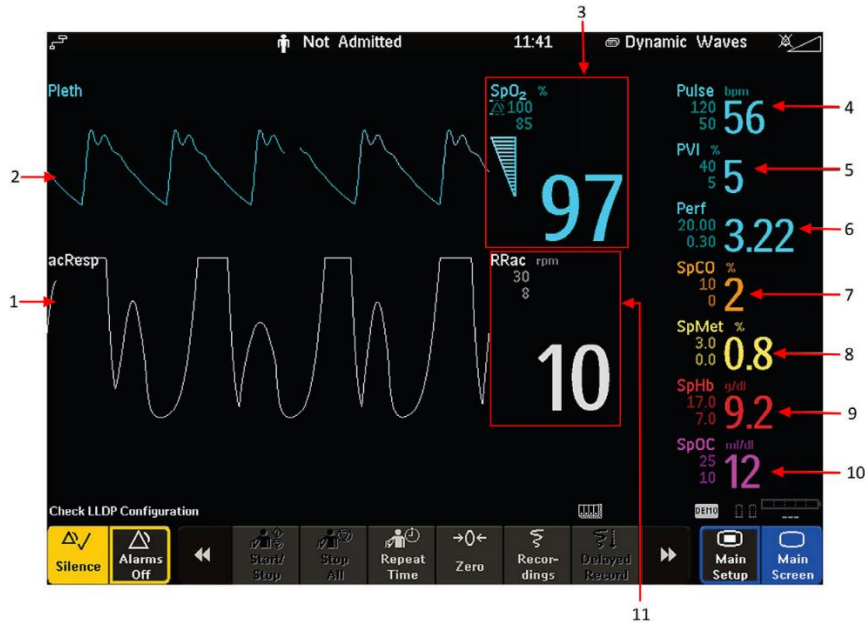 3
Not Admitted 11:41 Dynamic Waves
Pleth
SpO₂ %
100
85
97
Pulse bpm
120
50
56
4
PVI %
40
5
5
5
2
Perf
20.00
0.30
3.22
6
acResp
RRac rpm
30
8
10
1
11
SpCO %
10
0
2
7
SpMet %
3.0
0.0
0.8
8
SpHb g/dl
17.0
7.0
9.2
9
SpOC ml/dl
25
10
12
10
Check LLDP Configuration
DEMO
---
Silence
Alarms
Off
Start/
Stop
Stop
All
Repeat
Time
→0←
Zero
Recor-
dings
Delayed
Record
Main
Setup
Main
Screen